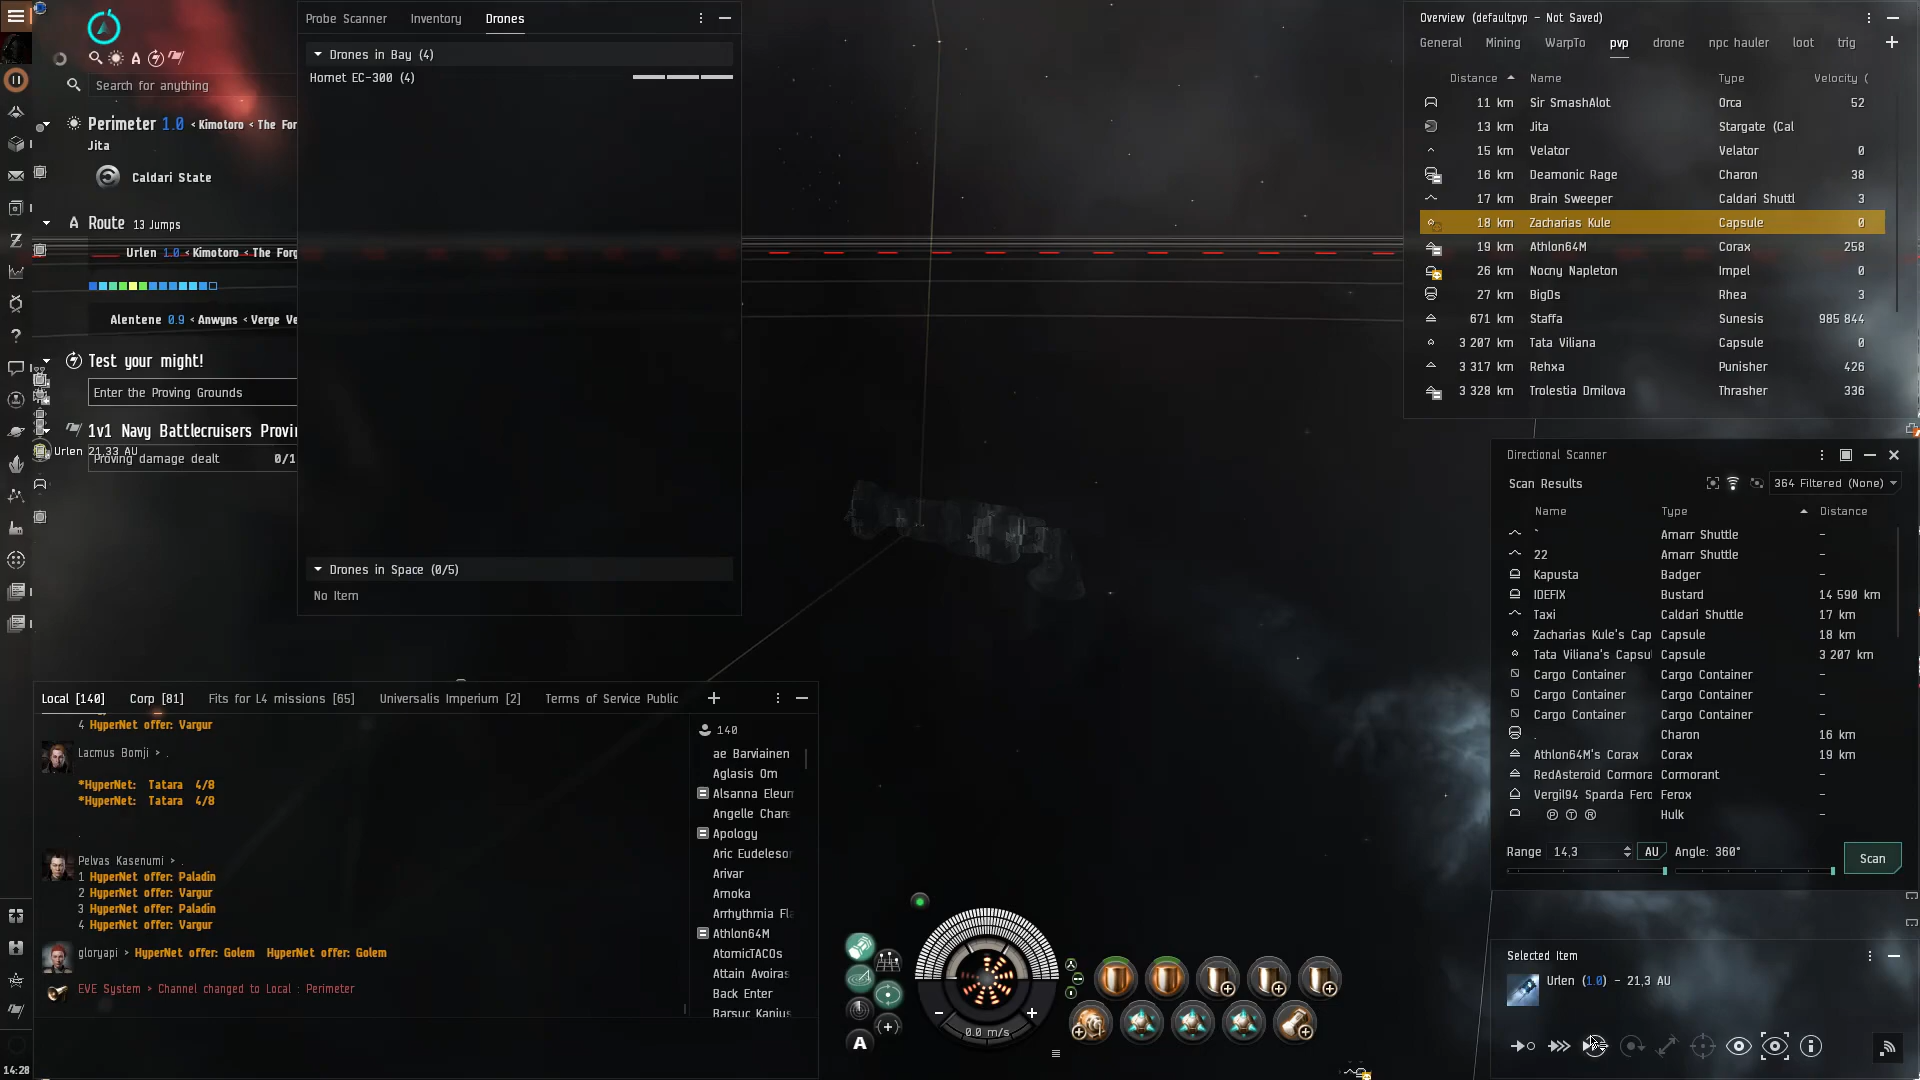 Search for anything
Perimeter 1.0 < Kimotoro < The For
Jita
Caldari State
Route 13 Jumps
Urlen 1.0 < Kimotoro < The Forg
Alentene 0.9 < Anwyns < Verge Ve
Test your might!
Enter the Proving Grounds
1v1 Navy Battlecruisers Provin
Urlen 21,33 AU
Proving damage dealt 0/1
14:28
Probe Scanner Inventory Drones
Drones in Bay (4)
Hornet EC-300 (4)
Drones in Space (0/5)
No Item
Local [140] Corp [81] Fits for L4 missions [65] Universalis Imperium [2] Terms of Service Public
4 HyperNet offer: Vargur
Lacmus Bomji > .
*HyperNet: Tatara 4/8
*HyperNet: Tatara 4/8
.
Pelvas Kasenumi > .
1 HyperNet offer: Paladin
2 HyperNet offer: Vargur
3 HyperNet offer: Paladin
4 HyperNet offer: Vargur
gloryapi > HyperNet offer: Golem HyperNet offer: Golem
EVE System > Channel changed to Local : Perimeter
140
ae Barviainen
Aglasis Om
Alsanna Eleur
Angelle Chare
Apology
Aric Eudeleso
Arivar
Amoka
Arrhythmia Fl
Athlon64M
AtomicTACOs
Attain Avoiras
Back Enter
Barsuc Kanius
0.0 m/s
A
Overview (defaultpvp - Not Saved)
General Mining WarpTo pvp drone npc hauler loot trig
Distance Name Type Velocity (
11 km Sir SmashAlot Orca 52
13 km Jita Stargate (Cal
15 km Velator Velator 0
16 km Deamonic Rage Charon 38
17 km Brain Sweeper Caldari Shuttl 3
18 km Zacharias Kule Capsule 0
19 km Athlon64M Corax 258
26 km Nocny Napleton Impel 0
27 km BigDs Rhea 3
671 km Staffa Sunesis 985 844
3 207 km Tata Viliana Capsule 0
3 317 km Rehxa Punisher 426
3 328 km Trolestia Dmilova Thrasher 336
Directional Scanner
Scan Results 364 Filtered (None)
Name Type Distance
` Amarr Shuttle -
22 Amarr Shuttle -
Kapusta Badger -
IDEFIX Bustard 14 590 km
Taxi Caldari Shuttle 17 km
Zacharias Kule's Cap Capsule 18 km
Tata Viliana's Capsu Capsule 3 207 km
Cargo Container Cargo Container -
Cargo Container Cargo Container -
Cargo Container Cargo Container -
. Charon 16 km
Athlon64M's Corax Corax 19 km
RedAsteroid Cormora Cormorant -
Vergil94 Sparda Fero Ferox -
Ⓟ Ⓣ Ⓡ Hulk -
Range 14,3 AU Angle: 360° Scan
Selected Item
Urlen (1.0) - 21,3 AU